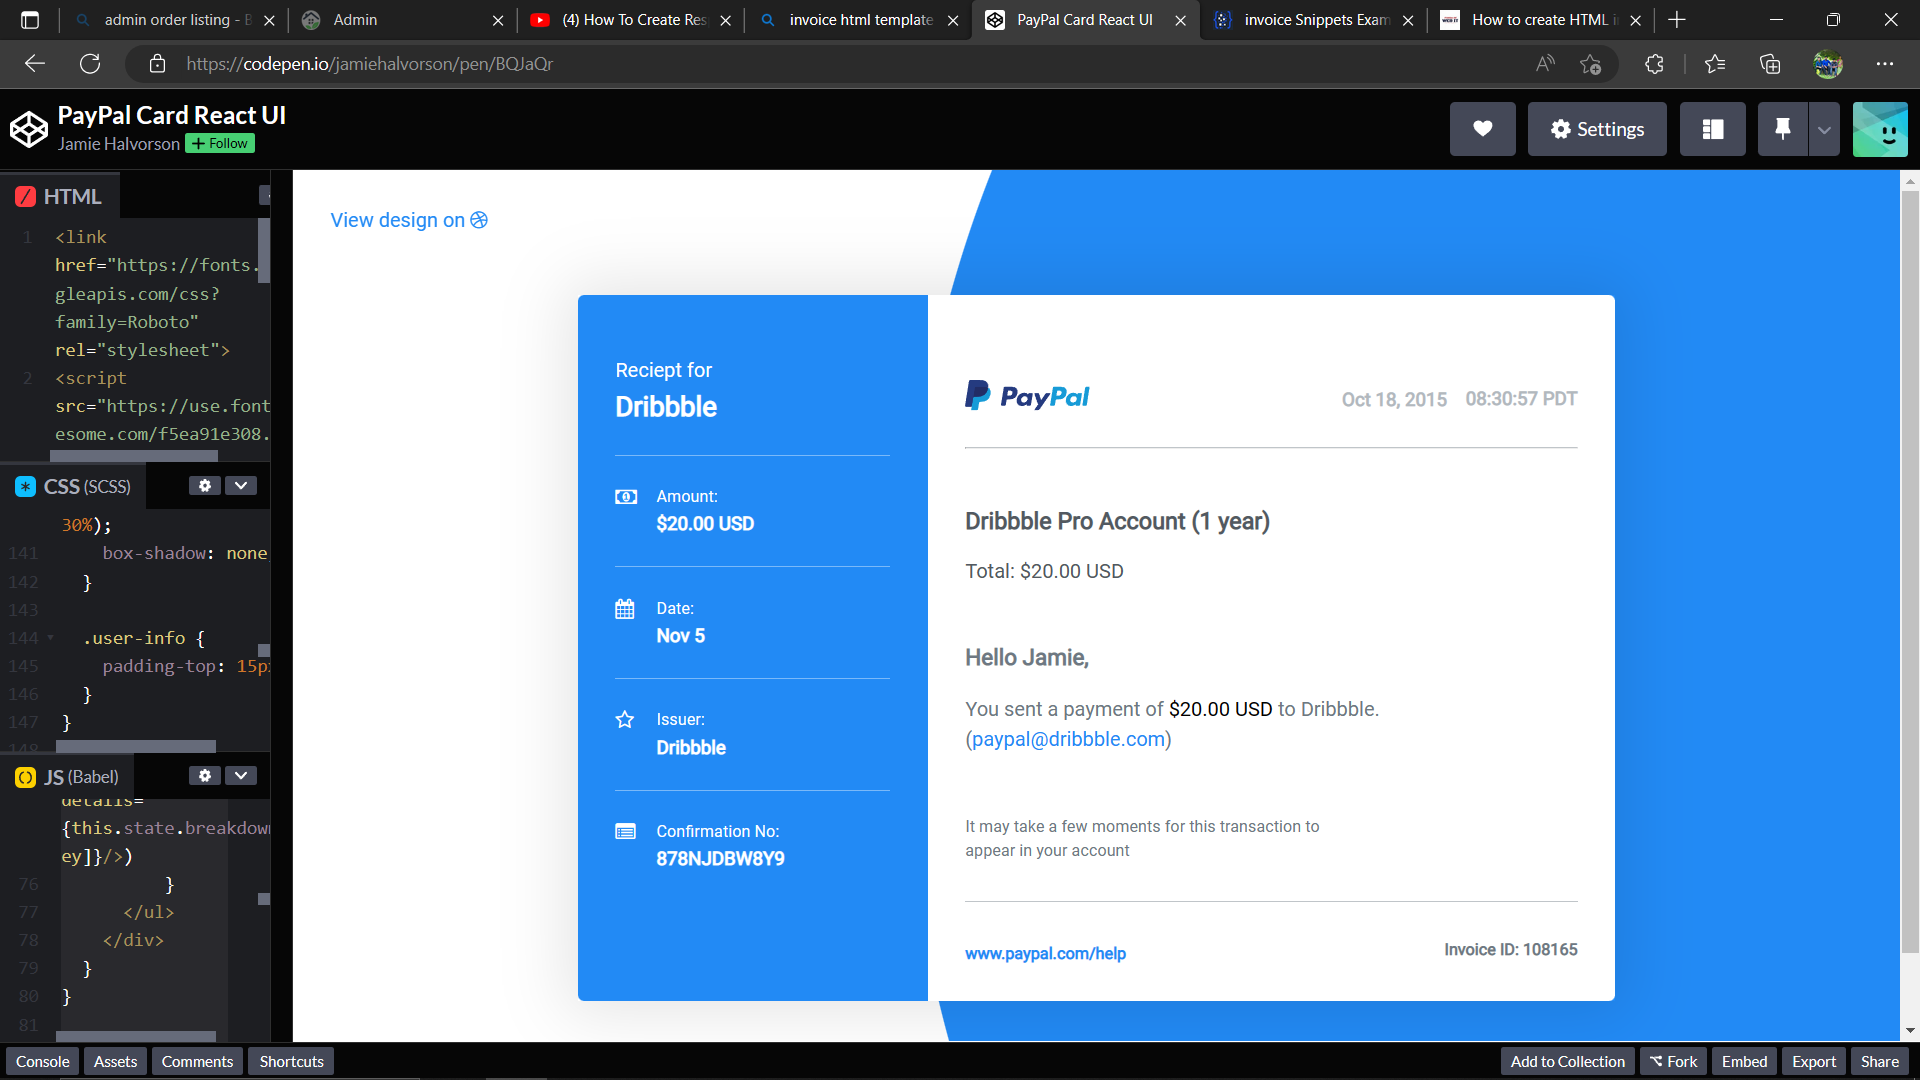 admin order listing - B
Admin
(4) How To Create Res
invoice html template
PayPal Card React UI
invoice Snippets Exam
How to create HTML i
https://codepen.io/jamiehalvorson/pen/BQJaQr
PayPal Card React UI
Jamie Halvorson
+ Follow
Settings
HTML
1 <link
href="https://fonts.
gleapis.com/css?
family=Roboto"
rel="stylesheet">
2 <script
src="https://use.font
esome.com/f5ea91e308.
CSS (SCSS)
30%);
141 box-shadow: none
142 }
143
144 .user-info {
145 padding-top: 15p
146 }
147 }
148
JS (Babel)
details=
{this.state.breakdown
ey]}/>)
76 }
77 </ul>
78 </div>
79 }
80 }
81
View design on
Reciept for
Dribbble
Amount:
$20.00 USD
Date:
Nov 5
Issuer:
Dribbble
Confirmation No:
878NJDBW8Y9
PayPal
Oct 18, 2015 08:30:57 PDT
Dribbble Pro Account (1 year)
Total: $20.00 USD
Hello Jamie,
You sent a payment of $20.00 USD to Dribbble.
(paypal@dribbble.com)
It may take a few moments for this transaction to
appear in your account
www.paypal.com/help
Invoice ID: 108165
Console
Assets
Comments
Shortcuts
Add to Collection
Fork
Embed
Export
Share